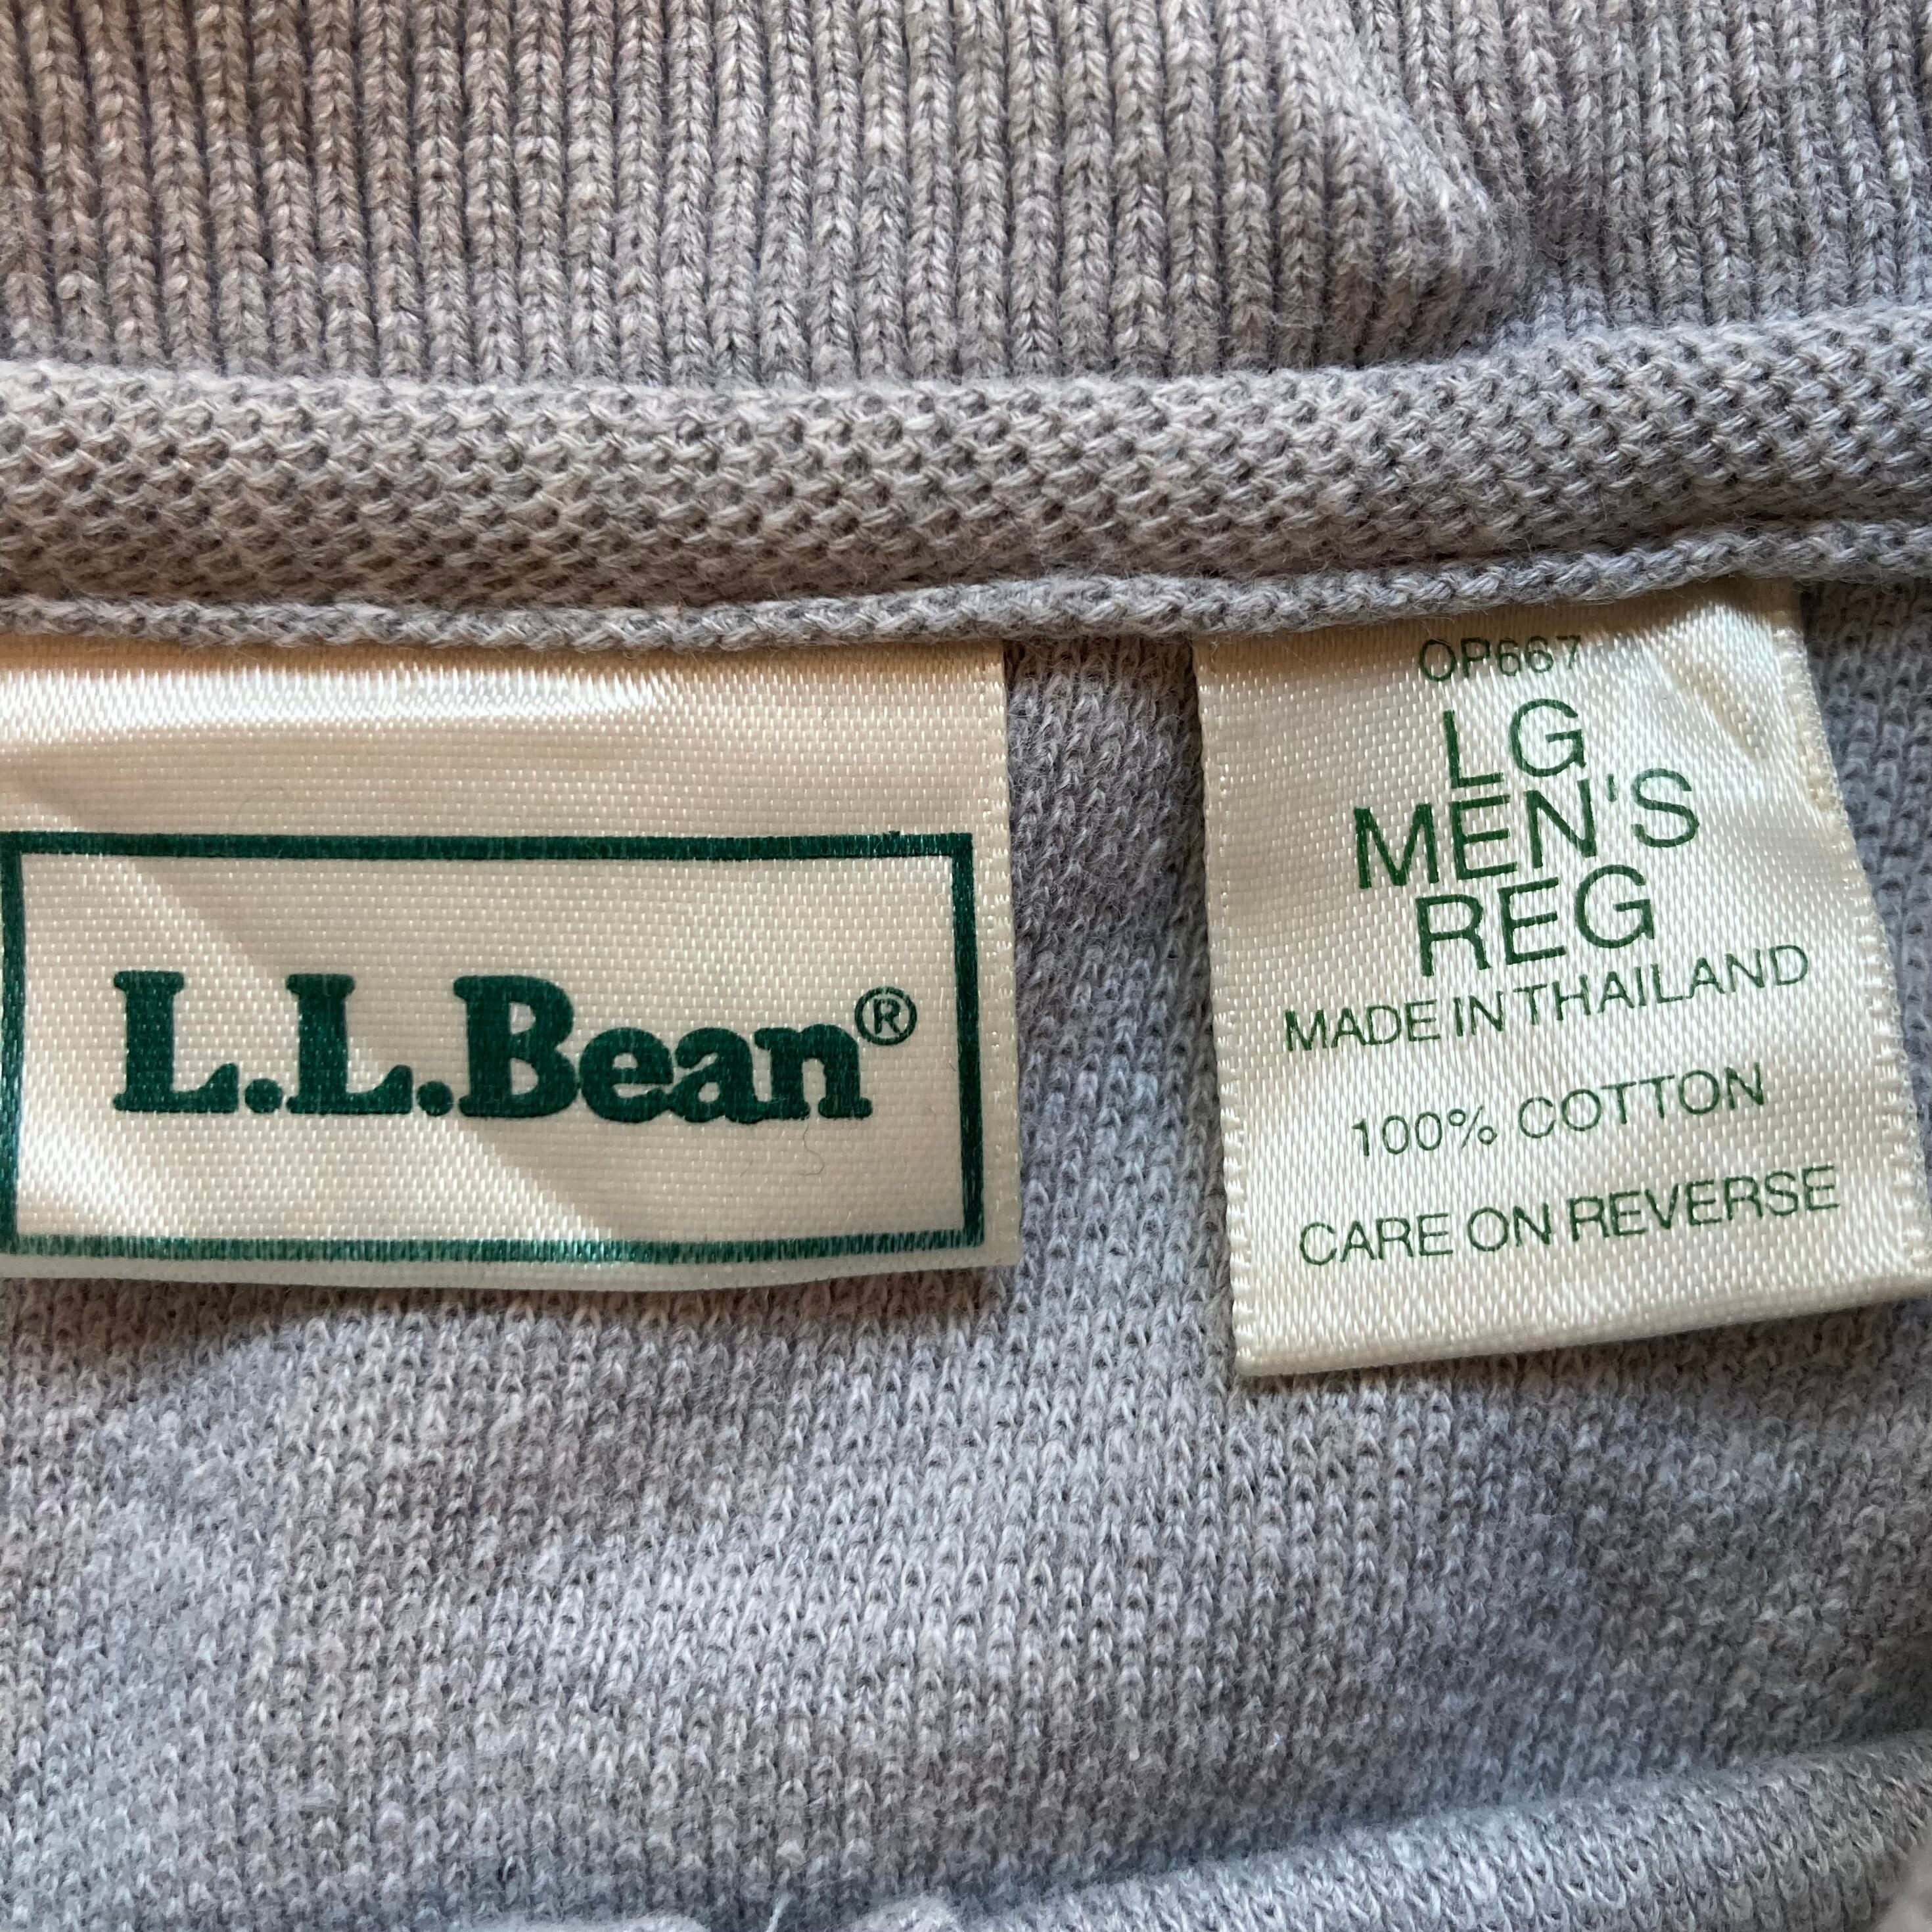 L.L.Bean®
OP667
LG
MEN'S
REG
MADE IN THAILAND
100% COTTON
CARE ON REVERSE